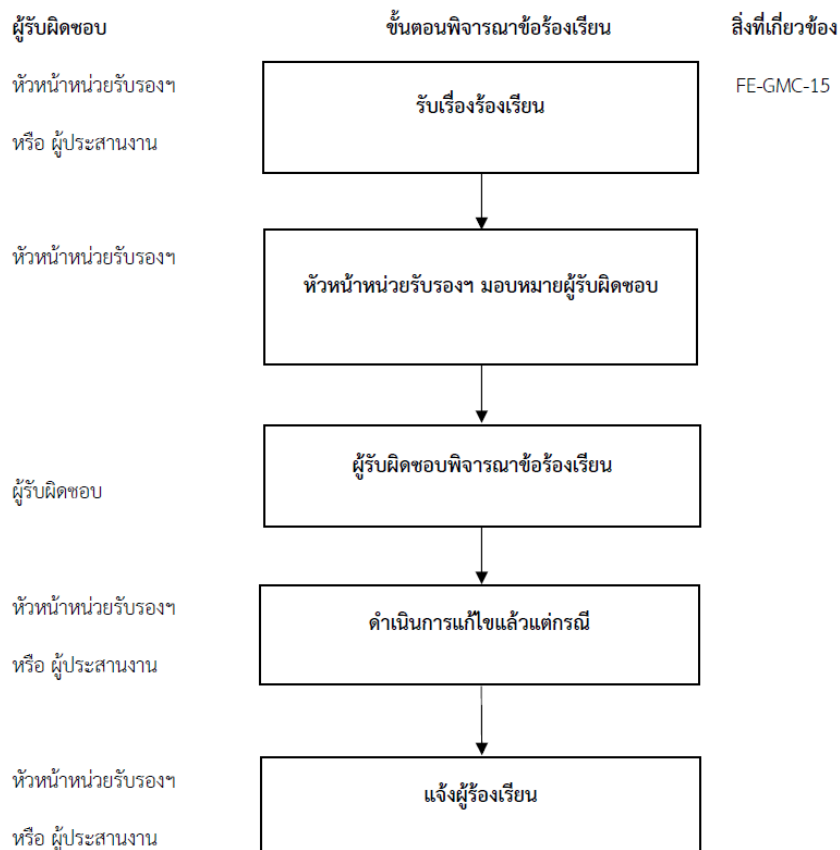 ผู้รับผิดชอบ ขั้นตอนพิจารณาข้อร้องเรียน สิ่งที่เกี่ยวข้อง
หัวหน้าหน่วยรับรองฯ รับเรื่องร้องเรียน FE-GMC-15
หรือ ผู้ประสานงาน
หัวหน้าหน่วยรับรองฯ
หัวหน้าหน่วยรับรองฯ มอบหมายผู้รับผิดชอบ
ผู้รับผิดชอบพิจารณาข้อร้องเรียน
ผู้รับผิดชอบ
หัวหน้าหน่วยรับรองฯ ดำเนินการแก้ไขแล้วแต่กรณี
หรือ ผู้ประสานงาน
หัวหน้าหน่วยรับรองฯ แจ้งผู้ร้องเรียน
หรือ ผู้ประสานงาน